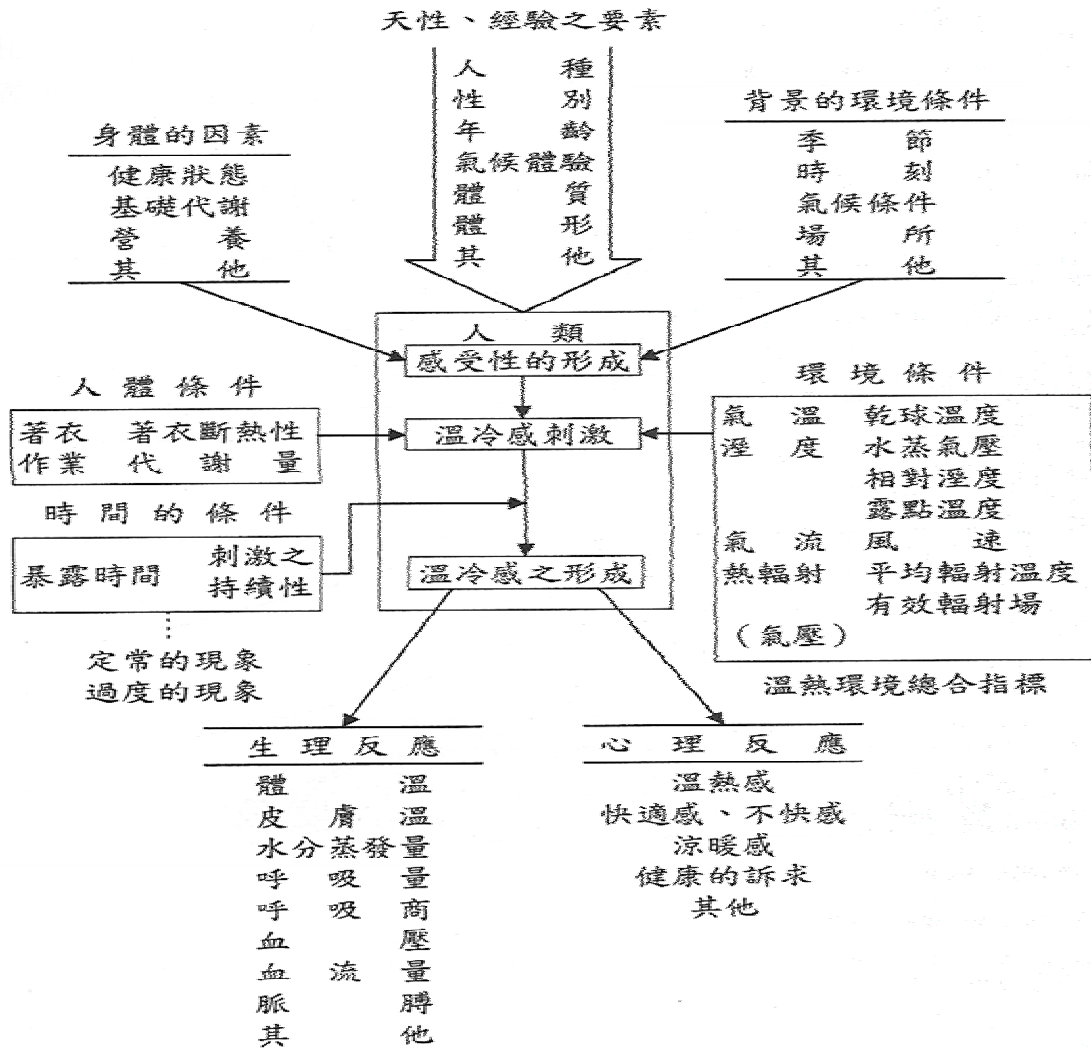 天性、經驗之要素
人種
性別
年齡
氣候體驗
體質
體形
其他
身體的因素
健康狀態
基礎代謝
營養
其他
背景的環境條件
季節
時刻
氣候條件
場所
其他
人類
感受性的形成
溫冷感刺激
溫冷感之形成
人體條件
著衣 著衣斷熱性
作業 代謝量
時間的條件
暴露時間 刺激之
持續性
定常的現象
過度的現象
環境條件
氣溫 乾球溫度
溼度 水蒸氣壓
相對溼度
露點溫度
氣流 風速
熱輻射 平均輻射溫度
有效輻射場
(氣壓)
溫熱環境總合指標
生理反應
體溫
皮膚溫
水分蒸發量
呼吸量
呼吸商
血壓
血流量
脈膊
其他
心理反應
溫熱感
快適感、不快感
涼暖感
健康的訴求
其他